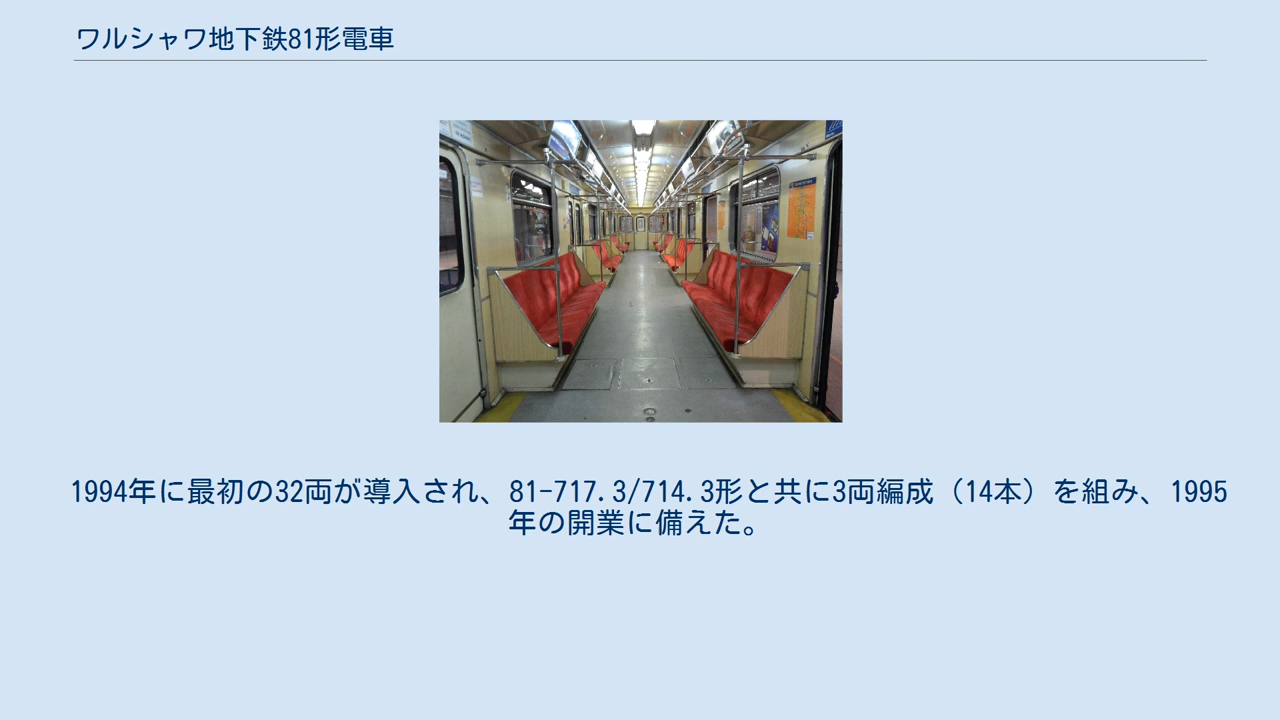 ワルシャワ地下鉄81形電車
1994年に最初の32両が導入され、81-717.3/714.3形と共に3両編成（14本）を組み、1995
年の開業に備えた。